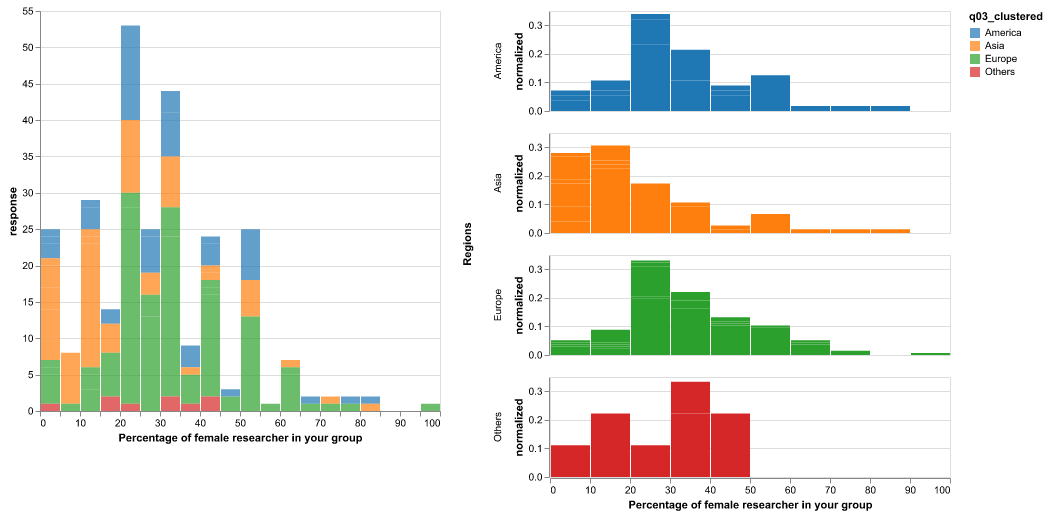 55
50
45
40
35
30
25
20
15
10
5
0
response
0 10 20 30 40 50 60 70 80 90 100
Percentage of female researcher in your group
Regions
America
normalized
0.3
0.2
0.1
0.0
Asia
normalized
0.3
0.2
0.1
0.0
Europe
normalized
0.3
0.2
0.1
0.0
Others
normalized
0.3
0.2
0.1
0.0
0 10 20 30 40 50 60 70 80 90 100
Percentage of female researcher in your group
q03_clustered
America
Asia
Europe
Others